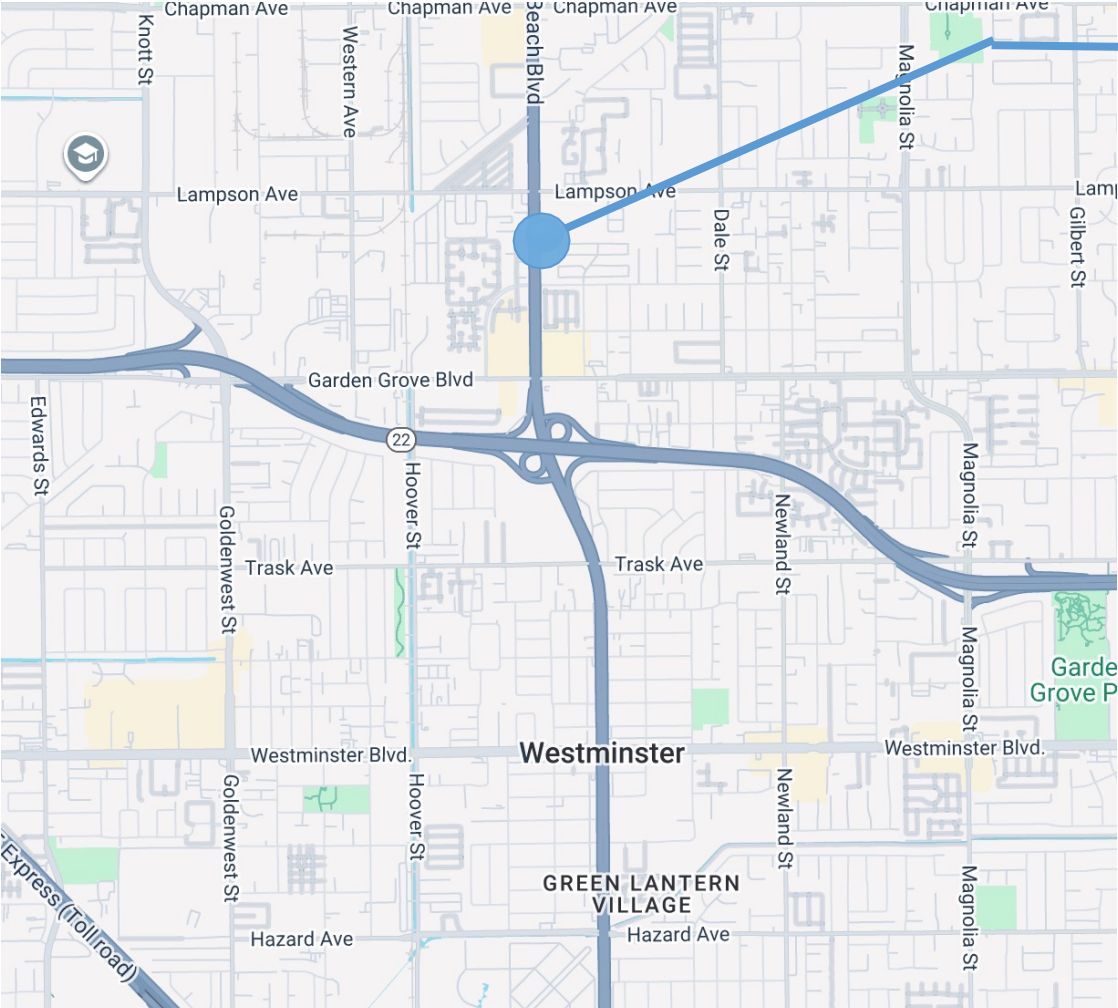 Chapman Ave
Chapman Ave
Chapman Ave
Chapman Ave
Knott St
Western Ave
Beach Blvd
Magnolia St
Lampson Ave
Lampson Ave
Lamp
Dale St
Gilbert St
Garden Grove Blvd
Edwards St
22
Hoover St
Magnolia St
Goldenwest St
Newland St
Trask Ave
Trask Ave
Magnolia St
Garde
Grove P
Westminster Blvd.
Westminster
Westminster Blvd.
Goldenwest St
Hoover St
Newland St
Express (Toll road)
GREEN LANTERN
VILLAGE
Magnolia St
Hazard Ave
Hazard Ave